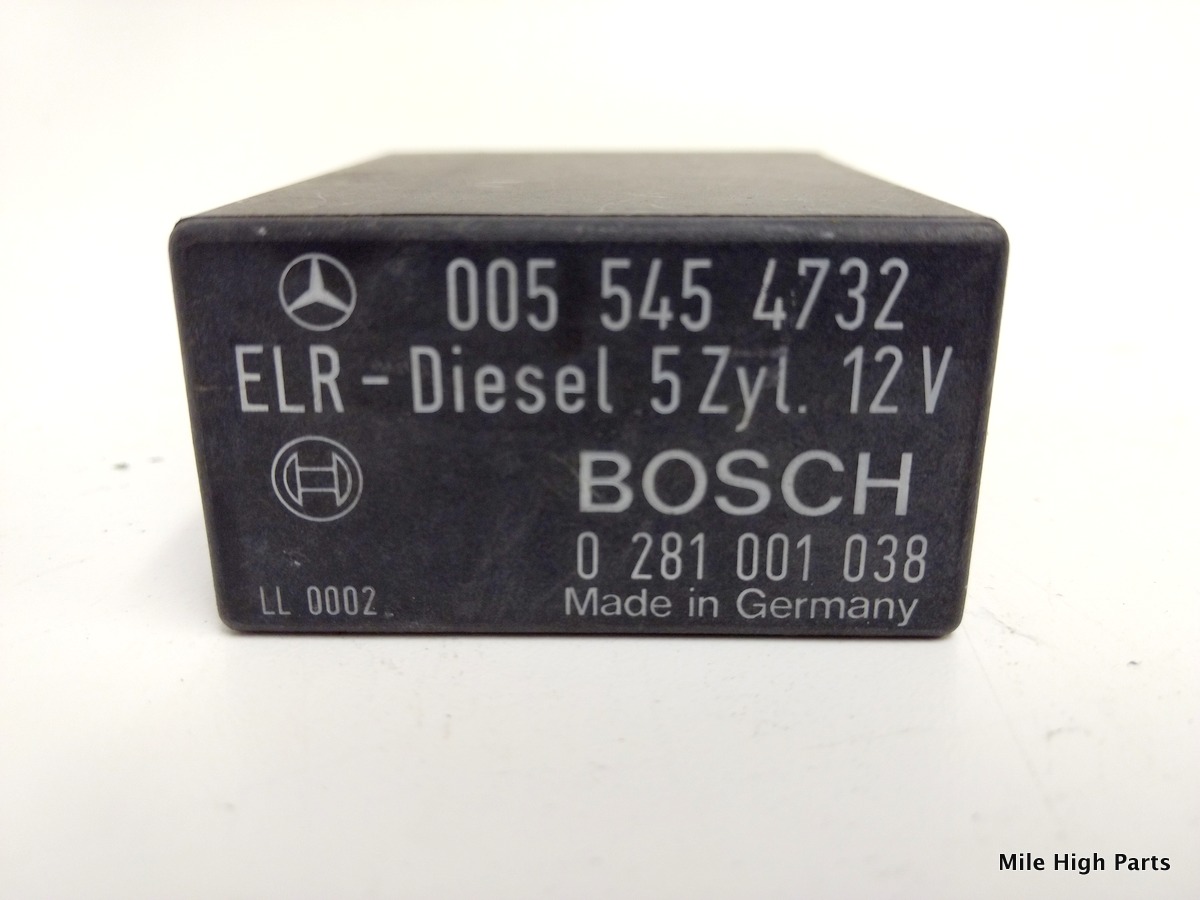 005 545 4732
ELR - Diesel 5 Zyl. 12 V
BOSCH
0 281 001 038
LL 0002
Made in Germany
Mile High Parts